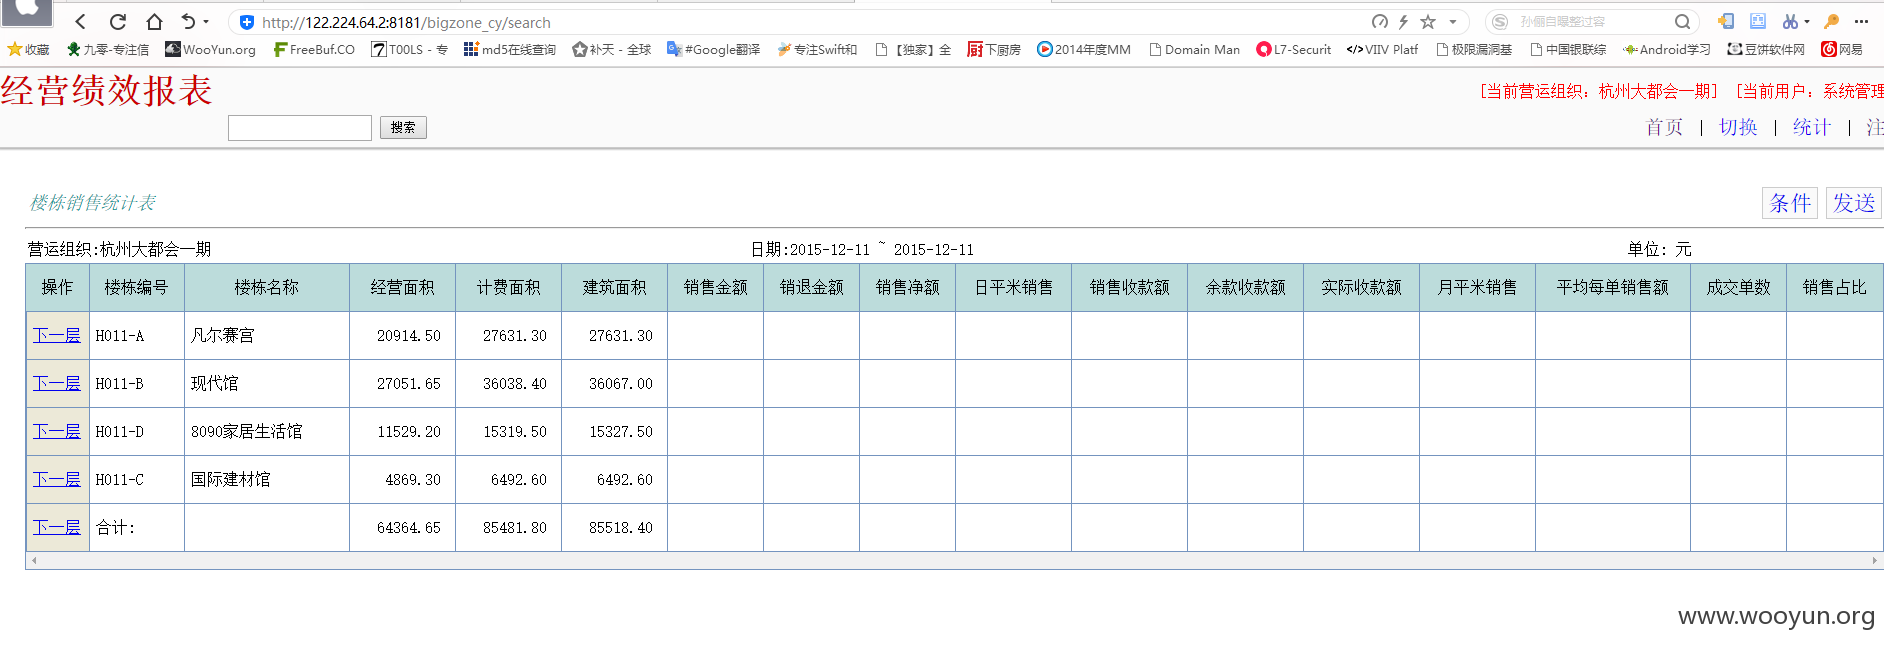 http://122.224.64.2:8181/bigzone_cy/search 孙俪自曝整过容
收藏 九零-专注信 WooYun.org FreeBuf.CO T00LS - 专 md5在线查询 补天 - 全球 #Google翻译 专注Swift和 【独家】全 下厨房 2014年度MM Domain Man L7-Securit VIIV Platf 极限漏洞基 中国银联综 Android学习 豆饼软件网 网易
经营绩效报表 [当前营运组织: 杭州大都会一期] [当前用户: 系统管理
搜索 首页 | 切换 | 统计 | 注
楼栋销售统计表 条件 发送
营运组织:杭州大都会一期 日期:2015-12-11 ~ 2015-12-11 单位: 元
操作 楼栋编号 楼栋名称 经营面积 计费面积 建筑面积 销售金额 销退金额 销售净额 日平米销售 销售收款额 余款收款额 实际收款额 月平米销售 平均每单销售额 成交单数 销售占比
下一层 H011-A 凡尔赛宫 20914.50 27631.30 27631.30
下一层 H011-B 现代馆 27051.65 36038.40 36067.00
下一层 H011-D 8090家居生活馆 11529.20 15319.50 15327.50
下一层 H011-C 国际建材馆 4869.30 6492.60 6492.60
下一层 合计: 64364.65 85481.80 85518.40
www.wooyun.org